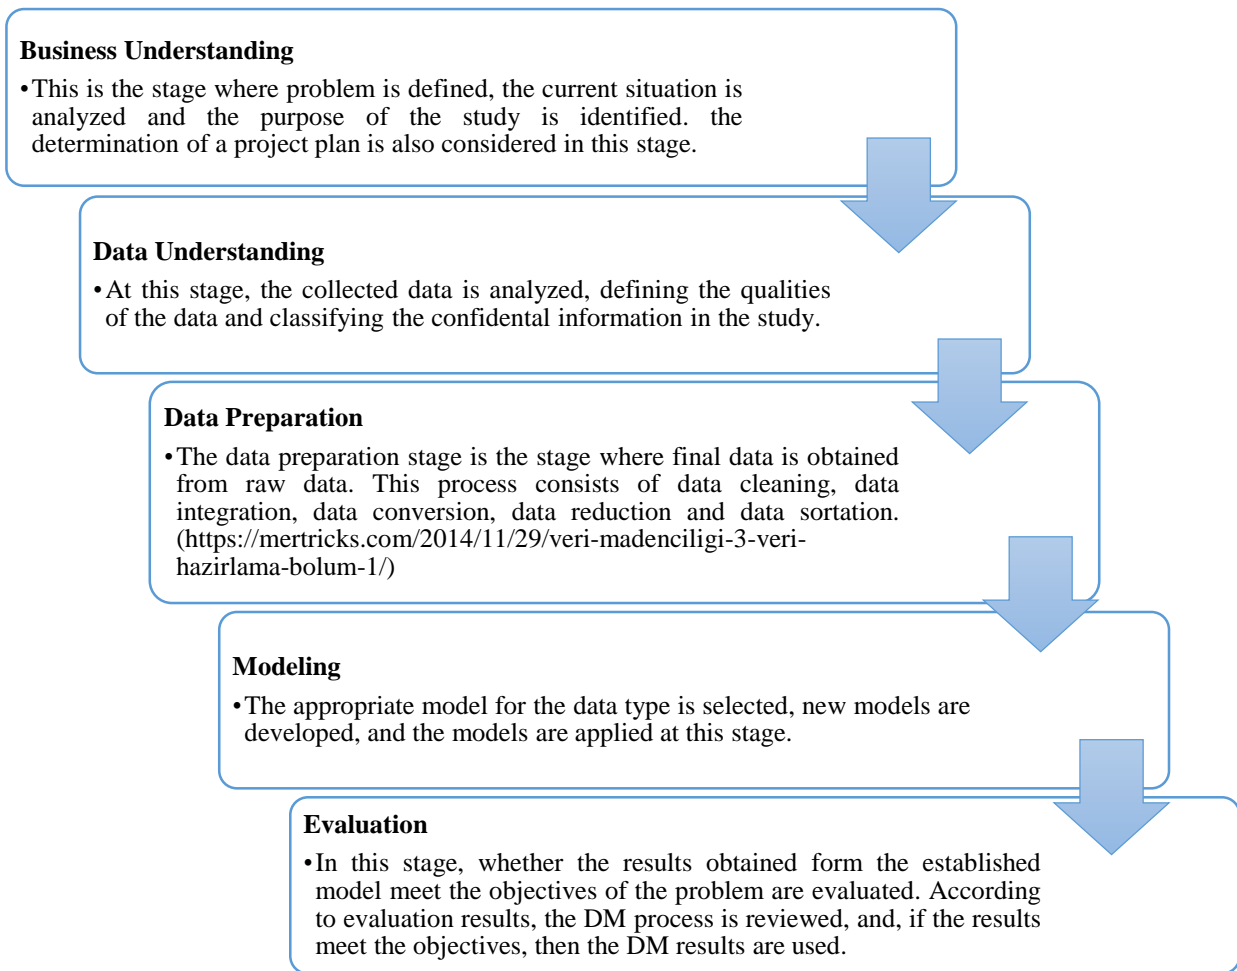 Business Understanding
•This is the stage where problem is defined, the current situation is
analyzed and the purpose of the study is identified. the
determination of a project plan is also considered in this stage.
Data Understanding
•At this stage, the collected data is analyzed, defining the qualities
of the data and classifying the confidental information in the study.
Data Preparation
•The data preparation stage is the stage where final data is obtained
from raw data. This process consists of data cleaning, data
integration, data conversion, data reduction and data sortation.
(https://mertricks.com/2014/11/29/veri-madenciligi-3-veri-
hazirlama-bolum-1/)
Modeling
•The appropriate model for the data type is selected, new models are
developed, and the models are applied at this stage.
Evaluation
•In this stage, whether the results obtained form the established
model meet the objectives of the problem are evaluated. According
to evaluation results, the DM process is reviewed, and, if the results
meet the objectives, then the DM results are used.